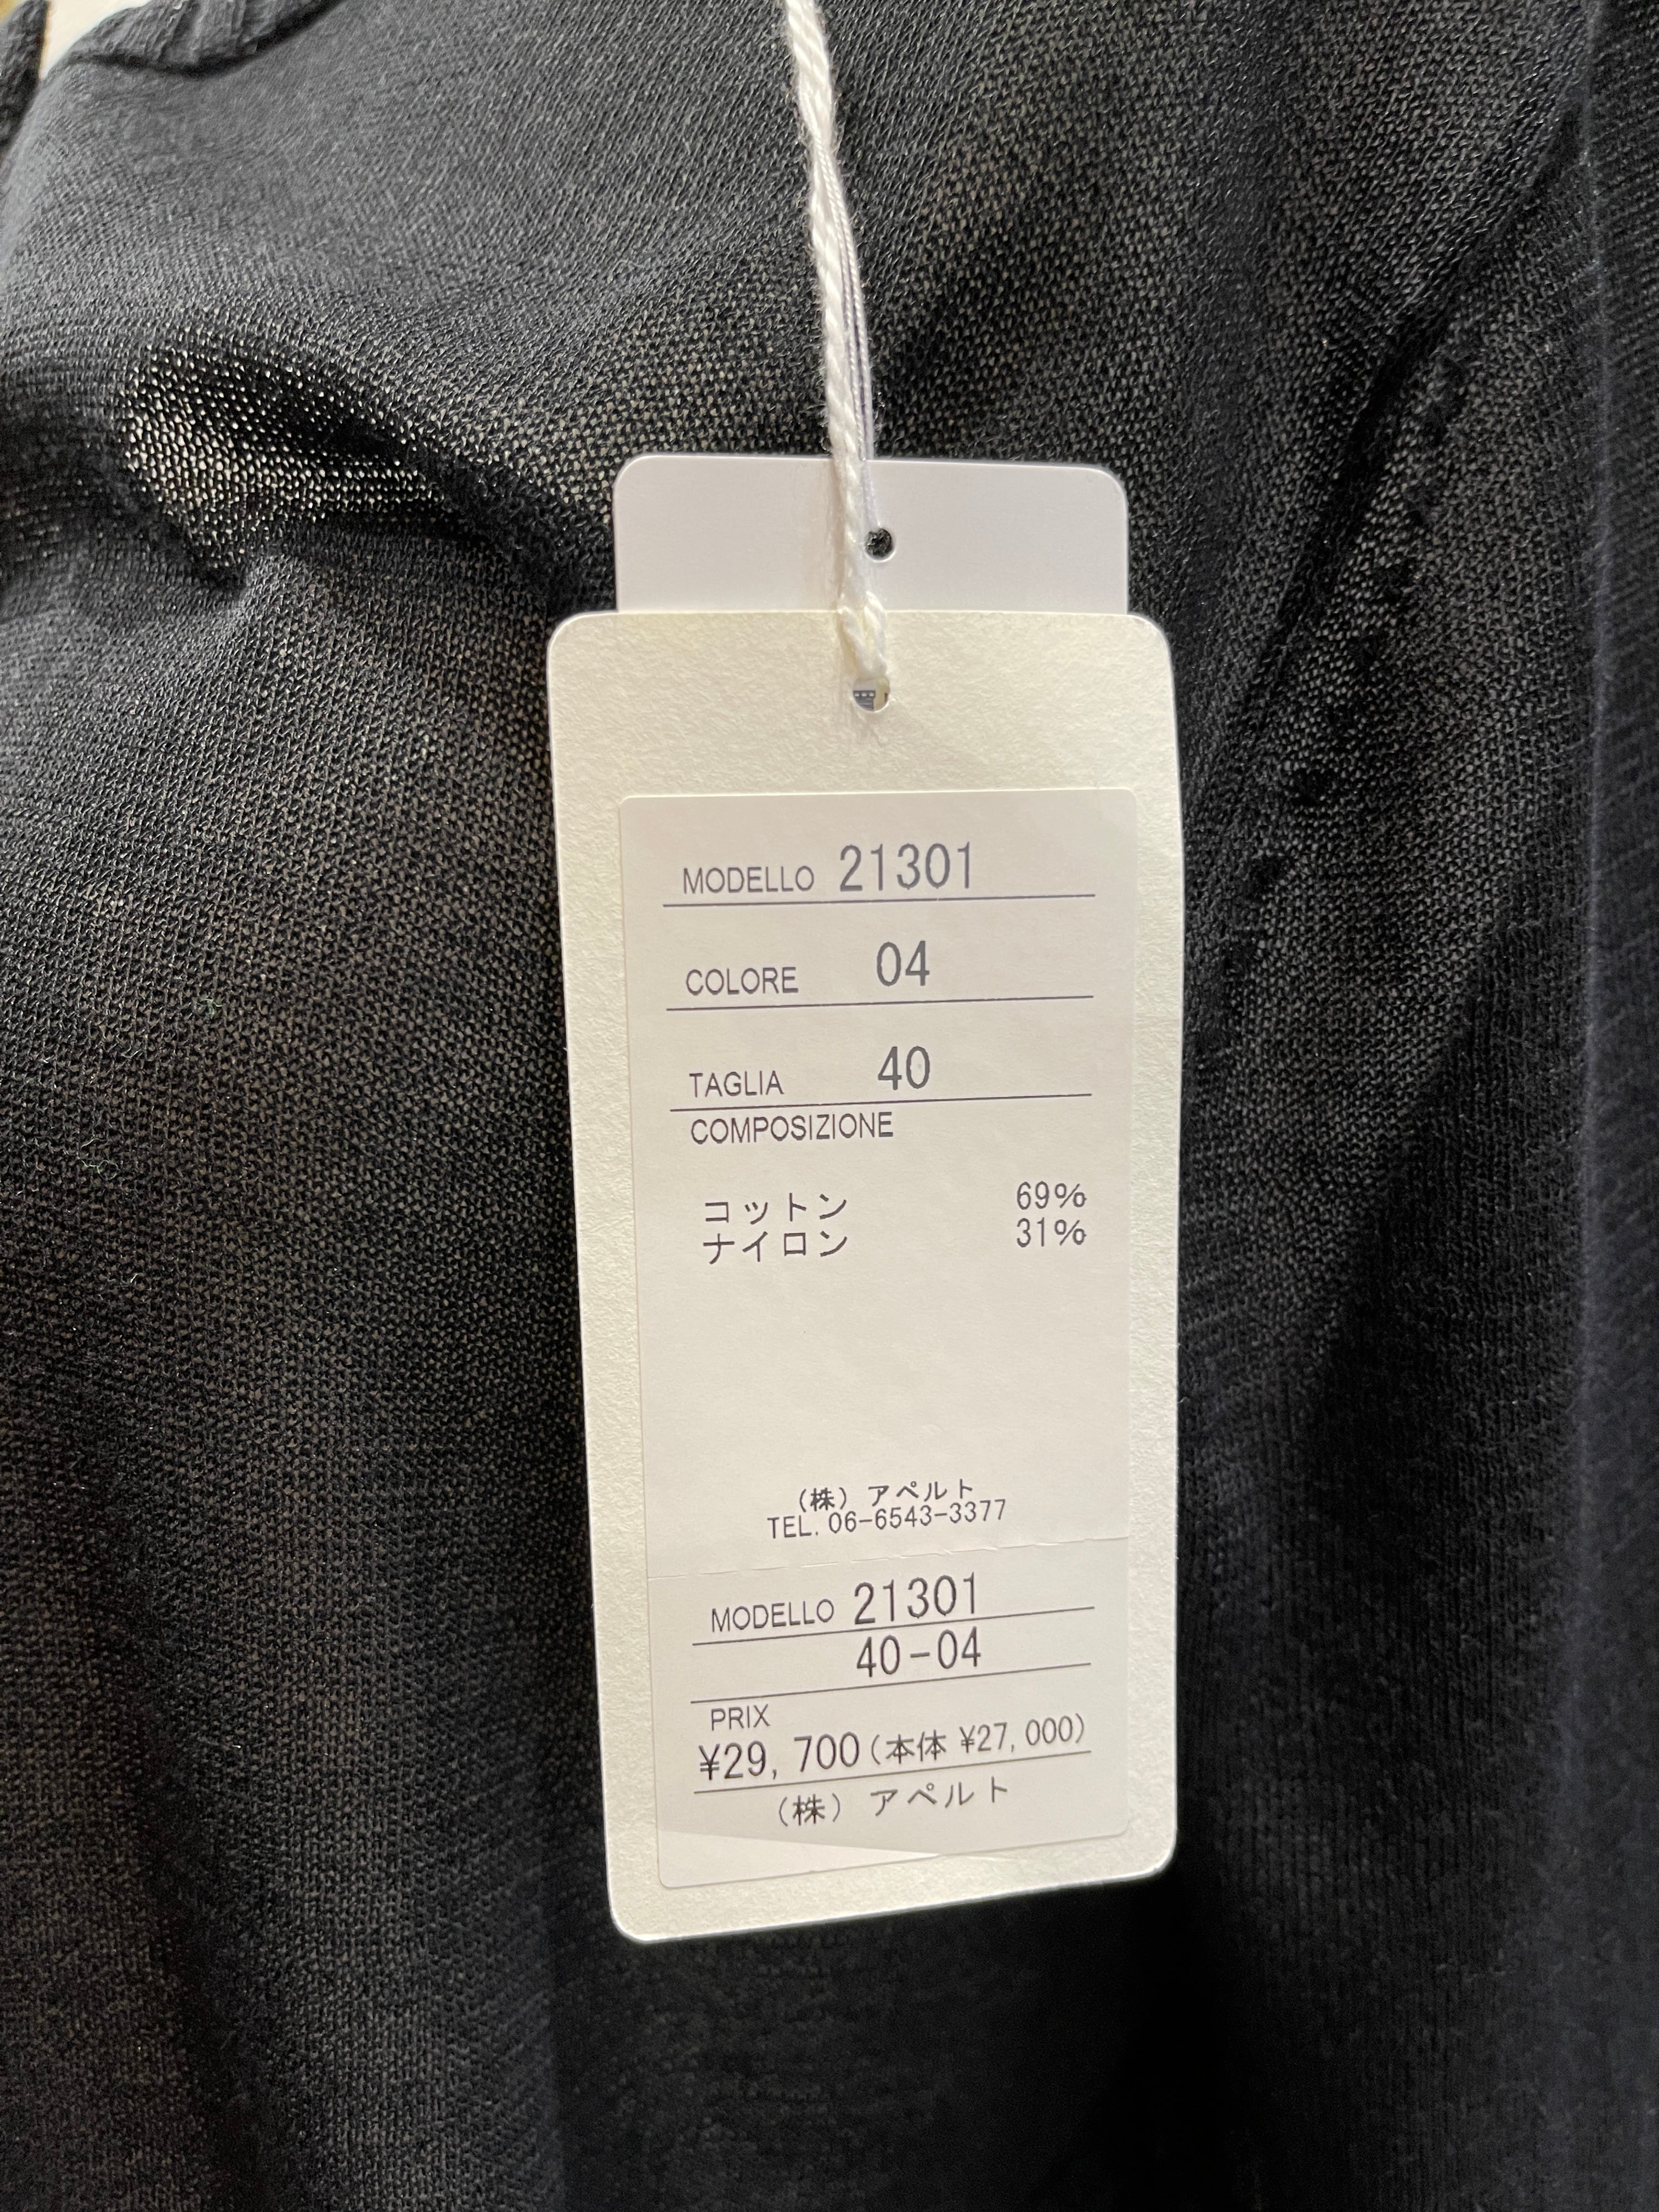 MODELLO 21301
COLORE 04
TAGLIA 40
COMPOSIZIONE
コットン 69%
ナイロン 31%
(株) アペルト
TEL. 06-6543-3377
MODELLO 21301
40-04
PRIX
¥29,700(本体 ¥27,000)
(株) アペルト